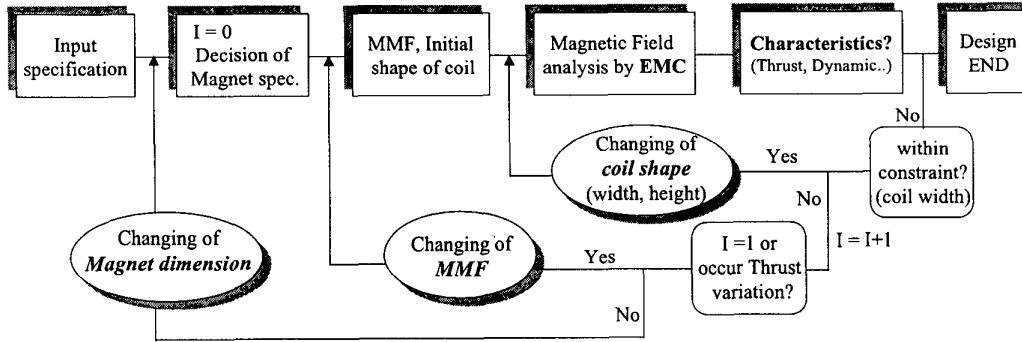 Input
specification
I = 0
Decision of
Magnet spec.
MMF, Initial
shape of coil
Magnetic Field
analysis by EMC
Characteristics?
(Thrust, Dynamic..)
Design
END
No
within
constraint?
(coil width)
Yes
Changing of
coil shape
(width, height)
No
I = I+1
I =1 or
occur Thrust
variation?
Yes
Changing of
MMF
No
Changing of
Magnet dimension